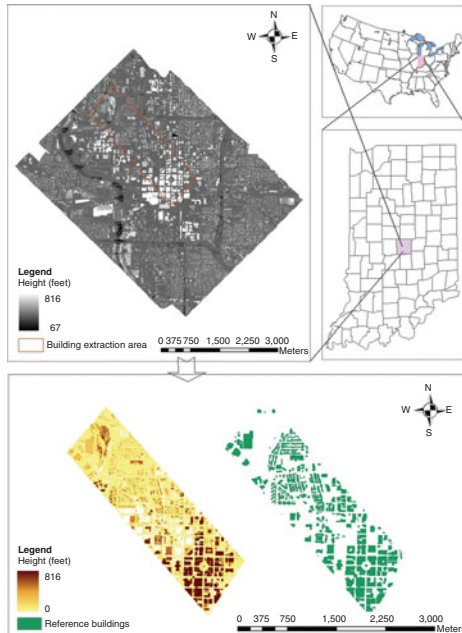 N
W E
S
Legend
Height (feet)
816
67
Building extraction area
0 375 750 1,500 2,250 3,000
Meters
N
W E
S
Legend
Height (feet)
816
0
Reference buildings
0 375 750 1,500 2,250 3,000
Meters